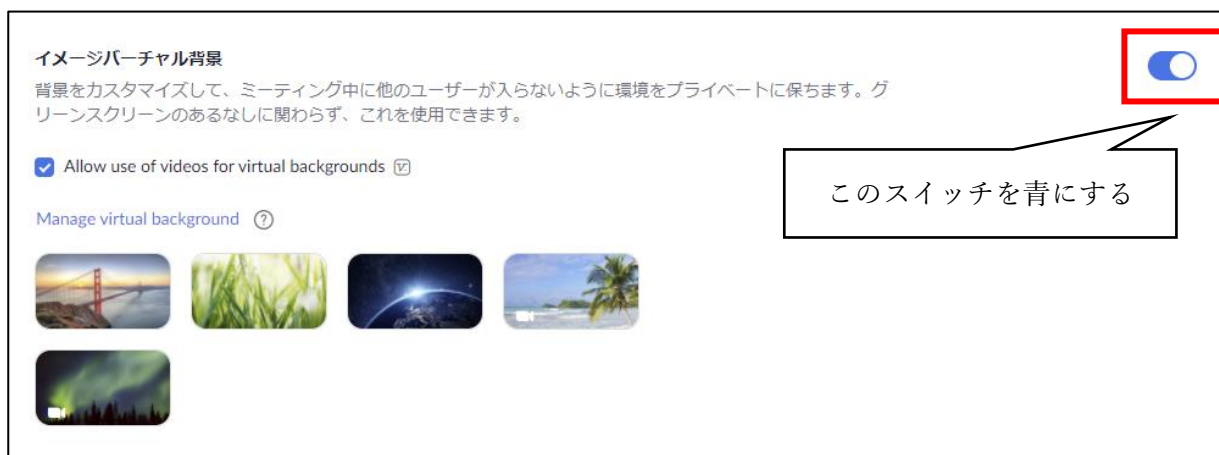 イメージバーチャル背景
背景をカスタマイズして、ミーティング中に他のユーザーが入らないように環境をプライベートに保ちます。グ
リーンスクリーンのあるなしに関わらず、これを使用できます。
Allow use of videos for virtual backgrounds
Manage virtual background
このスイッチを青にする